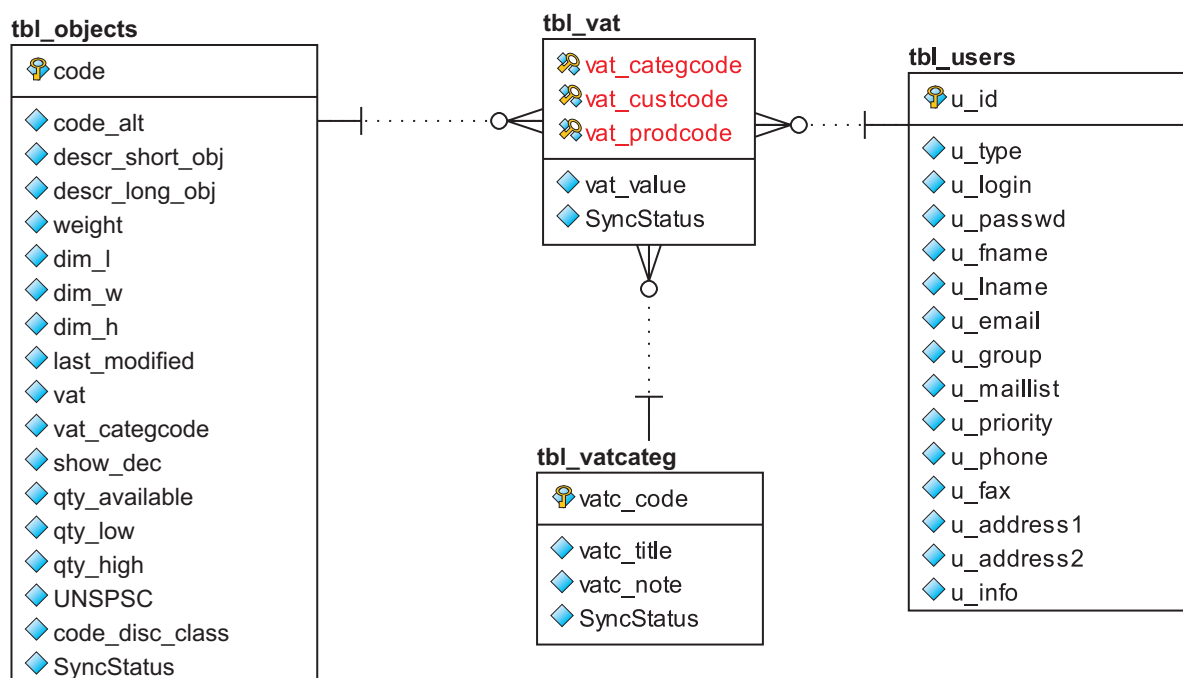 tbl_objects
code
code_alt
descr_short_obj
descr_long_obj
weight
dim_l
dim_w
dim_h
last_modified
vat
vat_categcode
show_dec
qty_available
qty_low
qty_high
UNSPSC
code_disc_class
SyncStatus
tbl_vat
vat_categcode
vat_custcode
vat_prodcode
vat_value
SyncStatus
tbl_vatcateg
vatc_code
vatc_title
vatc_note
SyncStatus
tbl_users
u_id
u_type
u_login
u_passwd
u_fname
u_lname
u_email
u_group
u_maillist
u_priority
u_phone
u_fax
u_address1
u_address2
u_info